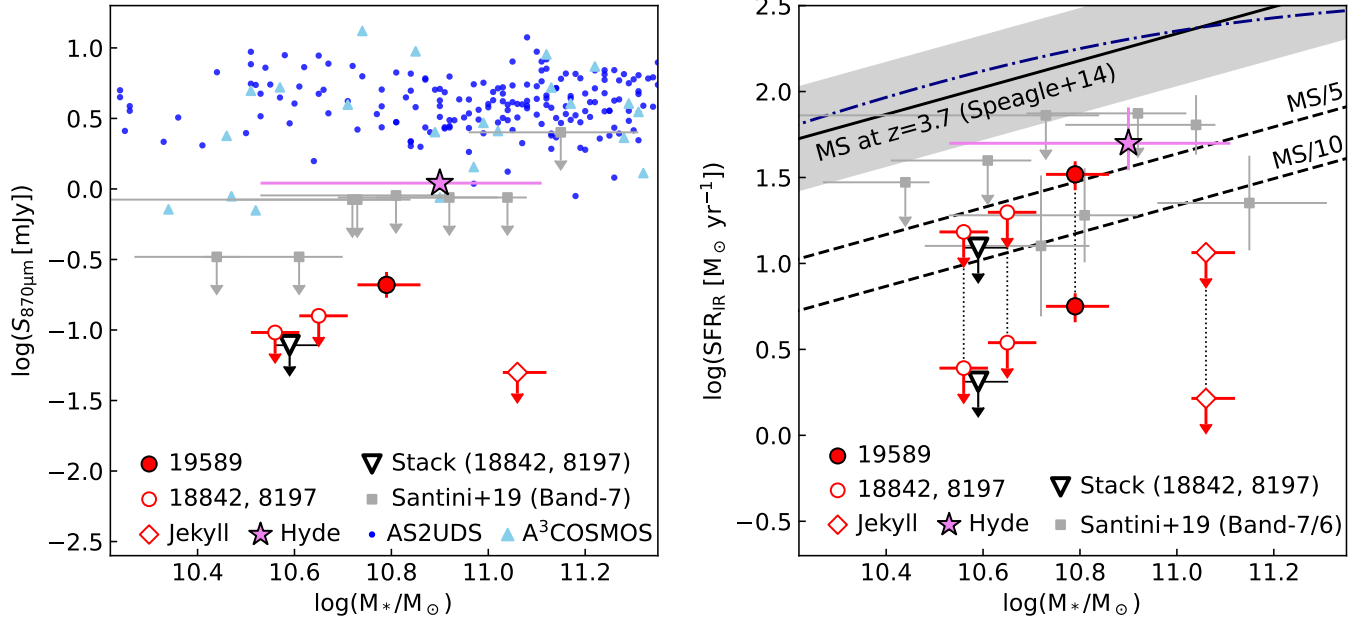 log(S₈₇₀μm [mJy])
1.0
0.5
0.0
−0.5
−1.0
−1.5
−2.0
−2.5
19589
18842, 8197
Jekyll
Hyde
Stack (18842, 8197)
Santini+19 (Band-7)
AS2UDS
A³COSMOS
10.4 10.6 10.8 11.0 11.2
log(M*/M⊙)
log(SFR_IR [M⊙ yr⁻¹])
2.5
2.0
1.5
1.0
0.5
0.0
−0.5
MS at z=3.7 (Speagle+14)
MS/5
MS/10
19589
18842, 8197
Jekyll
Hyde
Stack (18842, 8197)
Santini+19 (Band-7/6)
10.4 10.6 10.8 11.0 11.2
log(M*/M⊙)